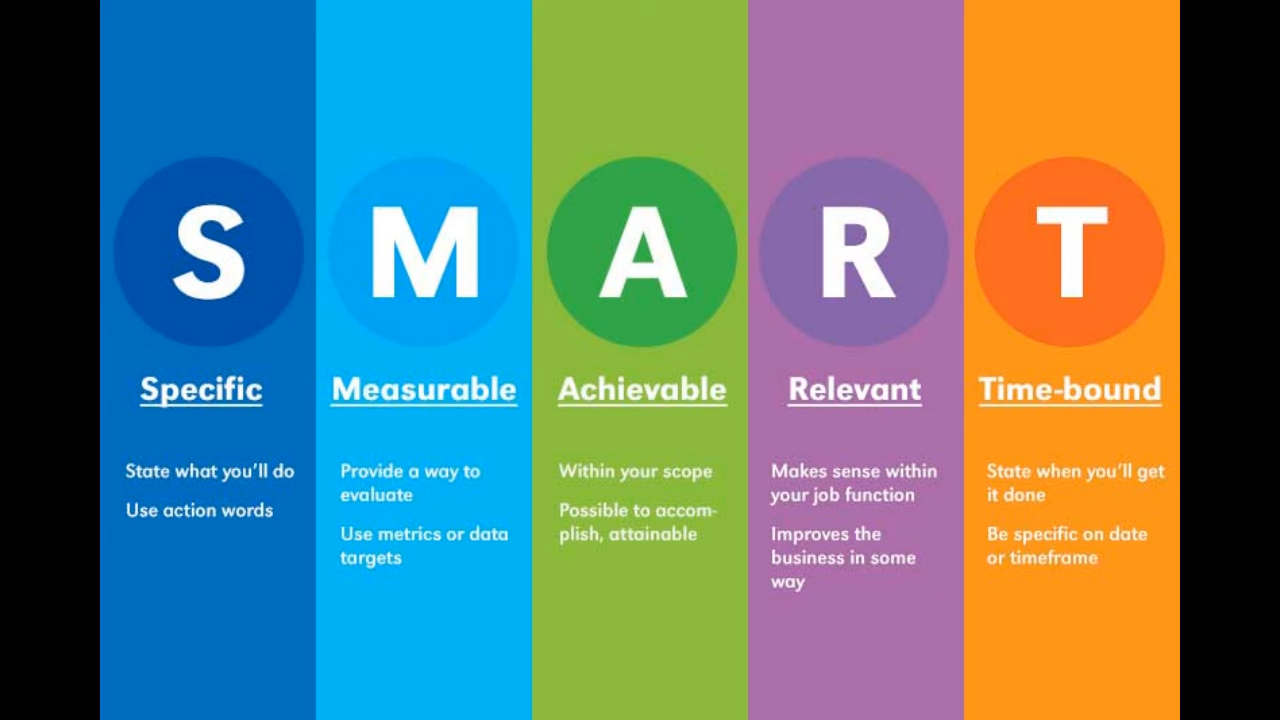 S
M
A
R
T
Specific
Measurable
Achievable
Relevant
Time-bound
State what you'll do
Use action words
Provide a way to
evaluate
Use metrics or data
targets
Within your scope
Possible to accom-
plish, attainable
Makes sense within
your job function
Improves the
business in some
way
State when you'll get
it done
Be specific on date
or timeframe